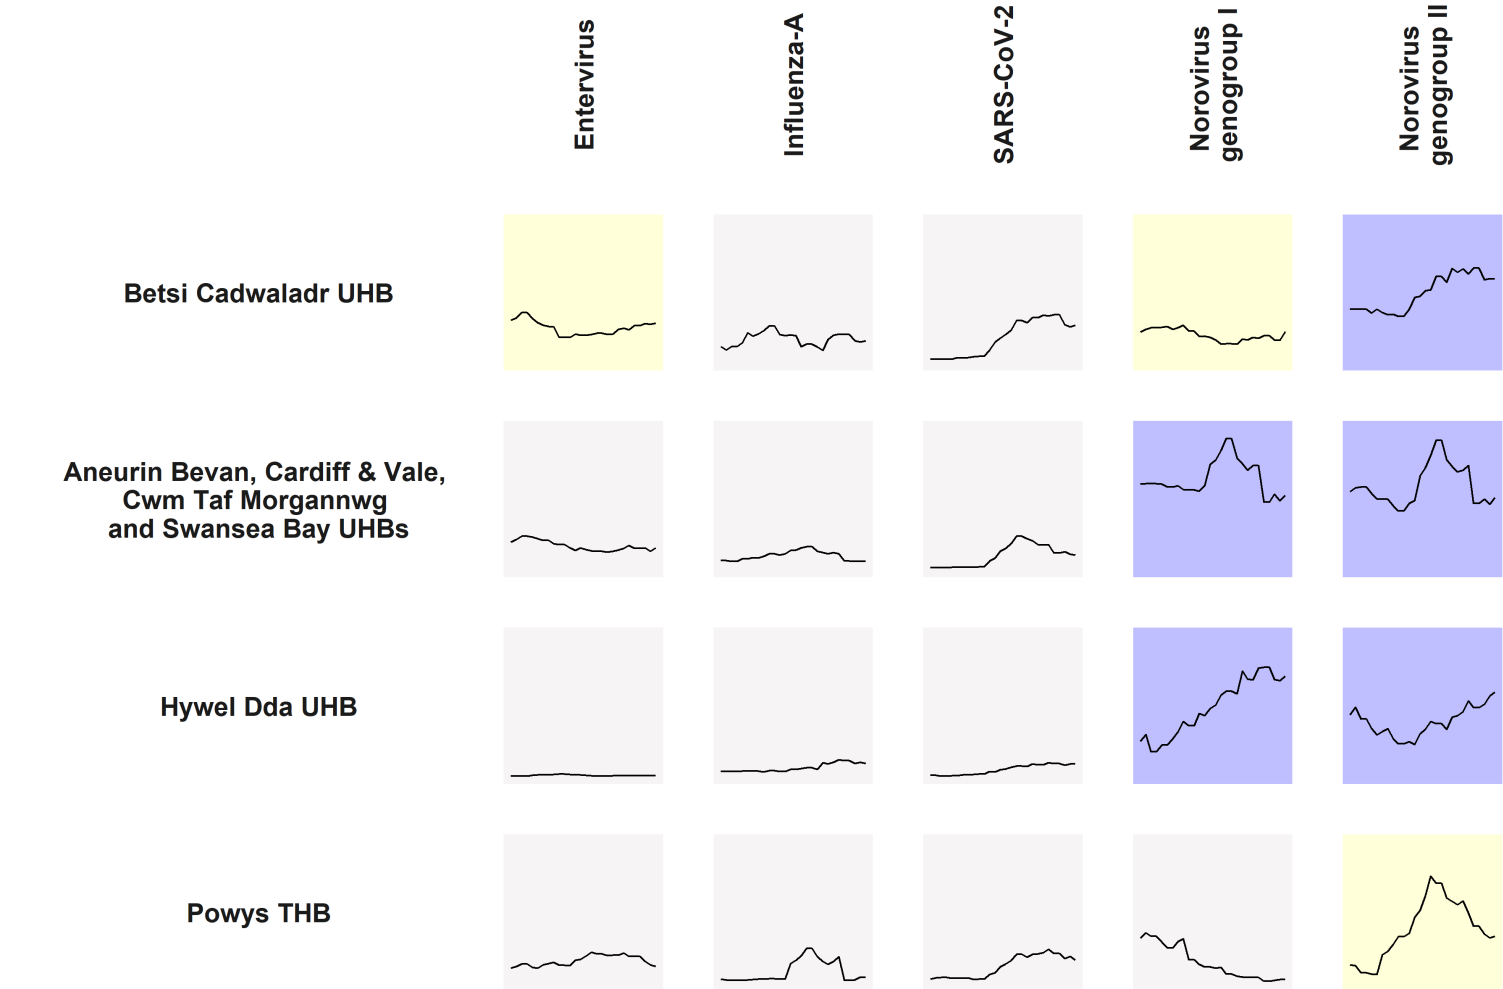 Entervirus
Influenza-A
SARS-CoV-2
Norovirus
genogroup I
Norovirus
genogroup II
Betsi Cadwaladr UHB
Aneurin Bevan, Cardiff & Vale,
Cwm Taf Morgannwg
and Swansea Bay UHBs
Hywel Dda UHB
Powys THB